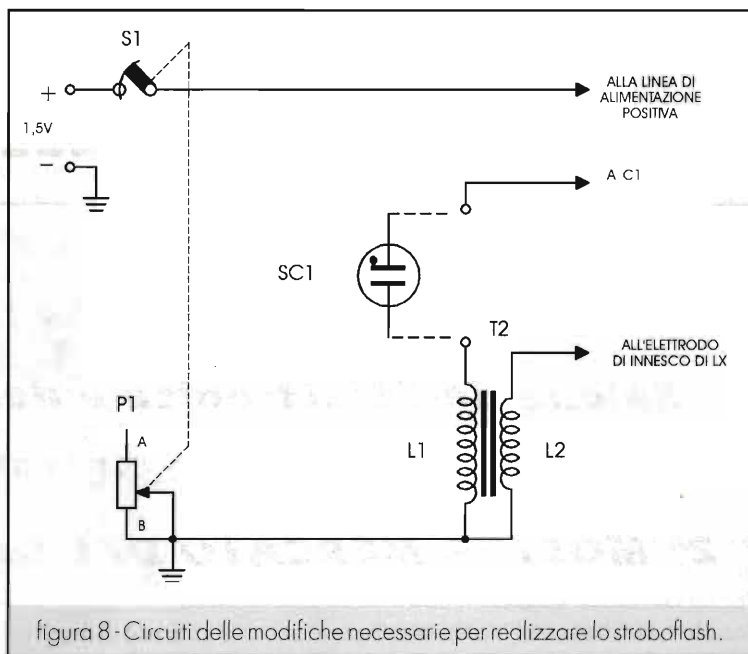 S1
+
1,5V
−
ALLA LINEA DI
ALIMENTAZIONE
POSITIVA
A C1
SC1
T2
ALL'ELETTRODO
DI INNESCO DI LX
P1
A
B
L1
L2
figura 8 - Circuiti delle modifiche necessarie per realizzare lo stroboflash.